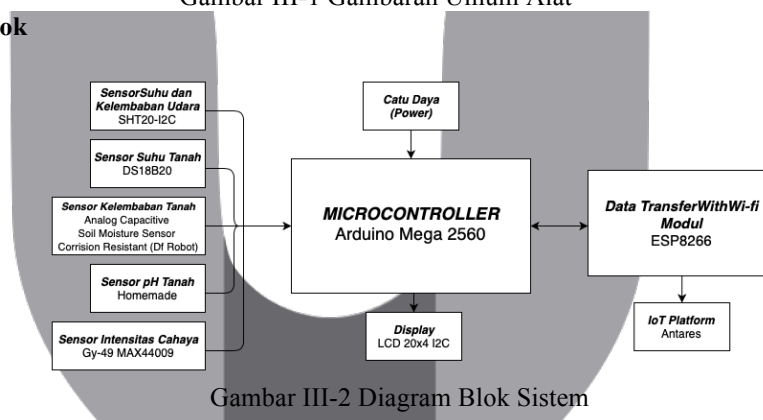 Gambar III-1 Gambaran Umum Alat
ok
SensorSuhu dan
Kelembaban Udara
SHT20-I2C
Sensor Suhu Tanah
DS18B20
Sensor Kelembaban Tanah
Analog Capacitive
Soil Moisture Sensor
Corrision Resistant (Df Robot)
Sensor pH Tanah
Homemade
Sensor Intensitas Cahaya
Gy-49 MAX44009
Catu Daya
(Power)
MICROCONTROLLER
Arduino Mega 2560
Display
LCD 20x4 I2C
Data TransferWithWi-fi
Modul
ESP8266
IoT Platform
Antares
Gambar III-2 Diagram Blok Sistem